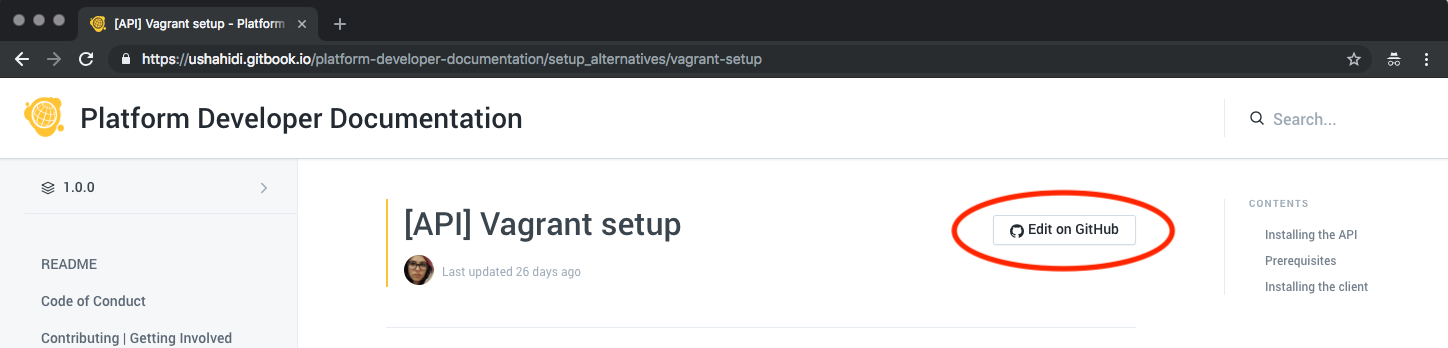 [API] Vagrant setup - Platform
https://ushahidi.gitbook.io/platform-developer-documentation/setup_alternatives/vagrant-setup
Platform Developer Documentation
Search...
1.0.0
README
Code of Conduct
Contributing | Getting Involved
[API] Vagrant setup
Edit on GitHub
Last updated 26 days ago
CONTENTS
Installing the API
Prerequisites
Installing the client